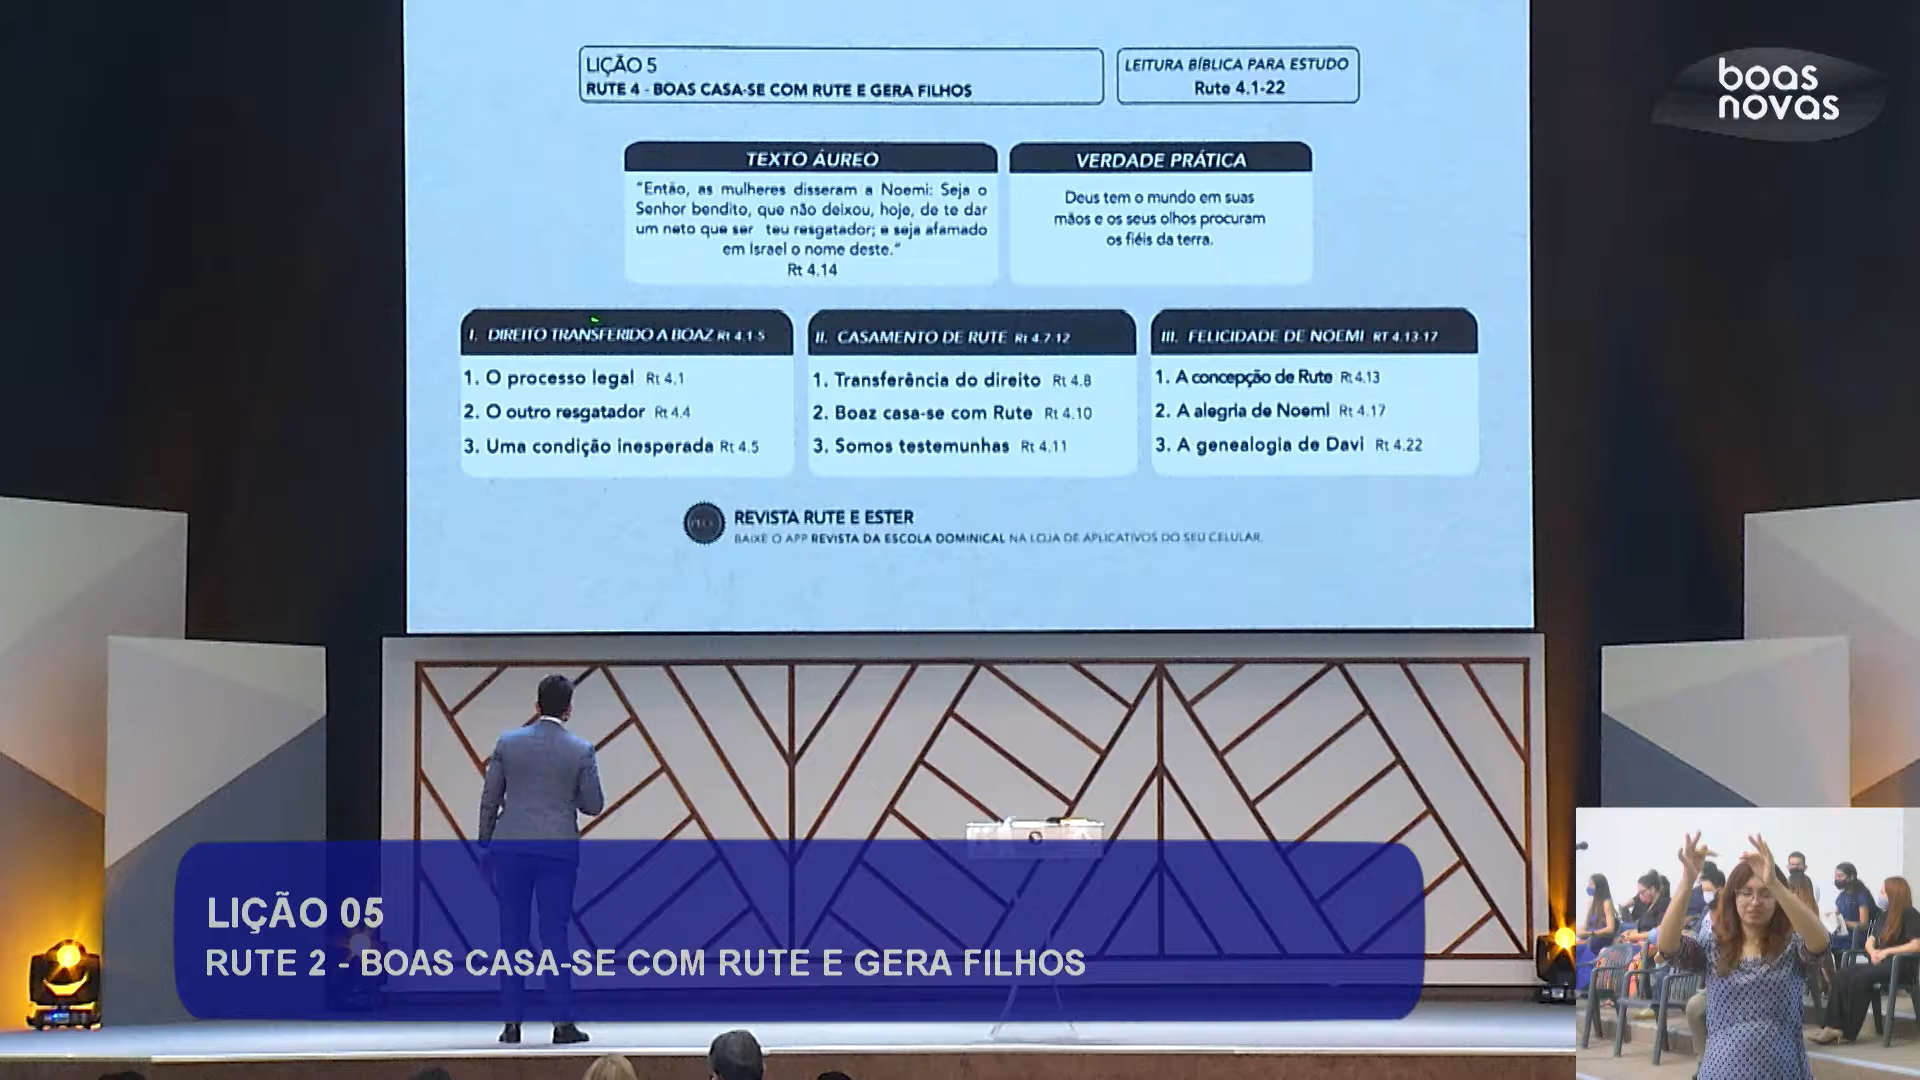 LIÇÃO 5
RUTE 4 - BOAS CASA-SE COM RUTE E GERA FILHOS
LEITURA BÍBLICA PARA ESTUDO
Rute 4.1-22
boas
novas
TEXTO ÁUREO
"Então, as mulheres disseram a Noemi: Seja o
Senhor bendito, que não deixou, hoje, de te dar
um neto que ser teu resgatador; e seja afamado
em Israel o nome deste."
Rt 4.14
VERDADE PRÁTICA
Deus tem o mundo em suas
mãos e os seus olhos procuram
os fiéis da terra.
I. DIREITO TRANSFERIDO A BOAZ Rt 4.1-5
1. O processo legal Rt 4.1
2. O outro resgatador Rt 4.4
3. Uma condição inesperada Rt 4.5
II. CASAMENTO DE RUTE Rt 4.7-12
1. Transferência do direito Rt 4.8
2. Boaz casa-se com Rute Rt 4.10
3. Somos testemunhas Rt 4.11
III. FELICIDADE DE NOEMI RT 4.13-17
1. A concepção de Rute Rt 4.13
2. A alegria de Noemi Rt 4.17
3. A genealogia de Davi Rt 4.22
REVISTA RUTE E ESTER
BAIXE O APP REVISTA DA ESCOLA DOMINICAL NA LOJA DE APLICATIVOS DO SEU CELULAR.
LIÇÃO 05
RUTE 2 - BOAS CASA-SE COM RUTE E GERA FILHOS